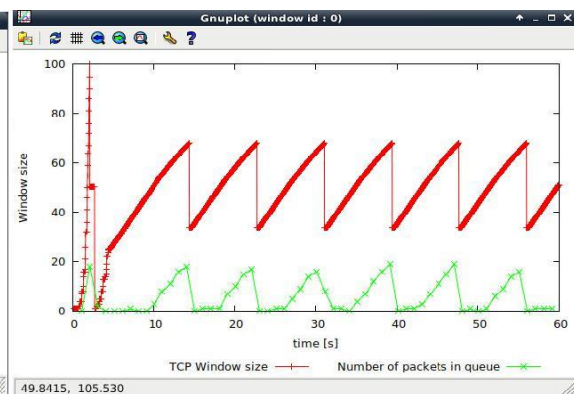 Gnuplot (window id : 0)
100
80
60
40
20
0
Window size
0 10 20 30 40 50 60
time [s]
TCP Window size
Number of packets in queue
49.8415, 105.530